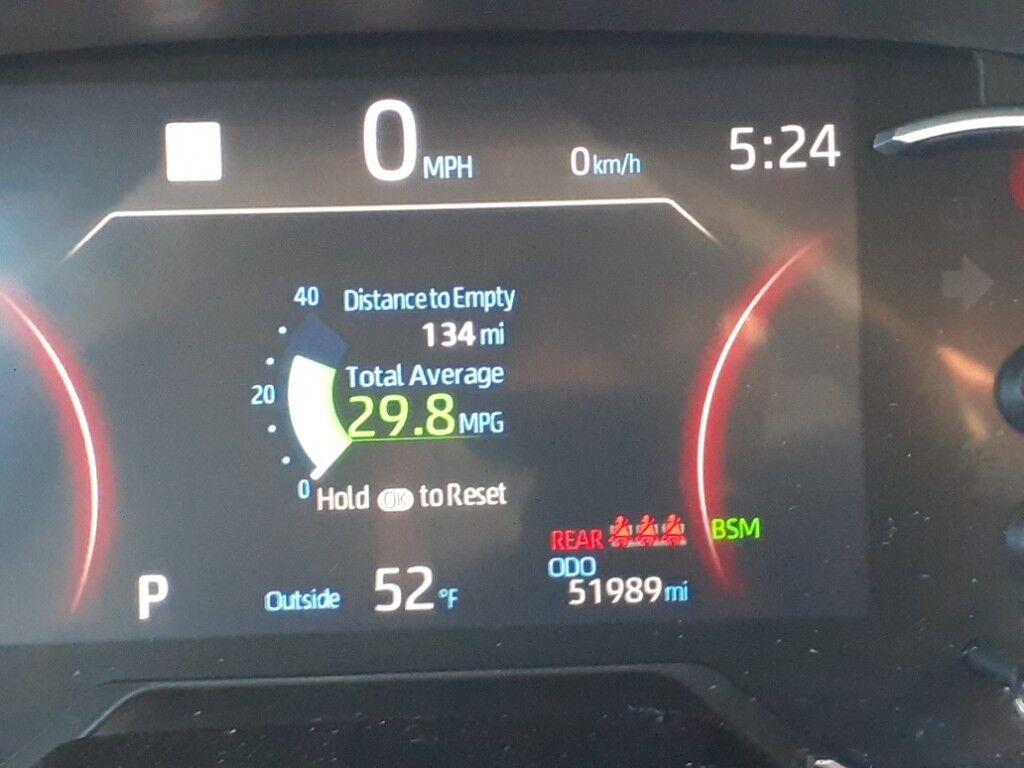 0 MPH 0 km/h 5:24
40 Distance to Empty
134 mi
Total Average
20 29.8 MPG
0 Hold OK to Reset
REAR BSM
ODO
P Outside 52 °F 51989 mi